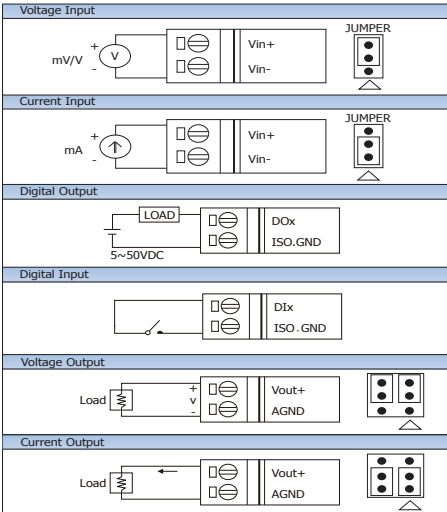 Voltage Input
JUMPER
mV/V
+
V
-
Vin+
Vin-
Current Input
JUMPER
mA
+
-
Vin+
Vin-
Digital Output
LOAD
5~50VDC
DOx
ISO.GND
Digital Input
DIx
ISO.GND
Voltage Output
Load
+
v
-
Vout+
AGND
Current Output
Load
Vout+
AGND